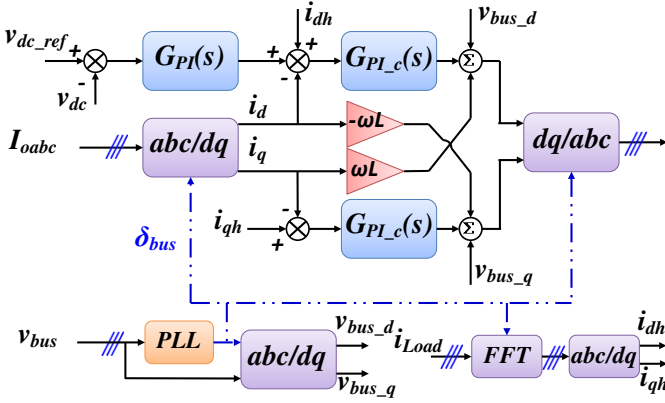 i_dh
v_bus_d
v_dc_ref
+
-
v_dc
G_PI(s)
+
+
-
G_PI_c(s)
Σ
i_d
-ωL
I_oabc
abc/dq
dq/abc
i_q
ωL
-
i_qh
+
G_PI_c(s)
Σ
δ_bus
v_bus_q
v_bus
PLL
abc/dq
v_bus_d
v_bus_q
i_Load
FFT
abc/dq
i_dh
i_qh